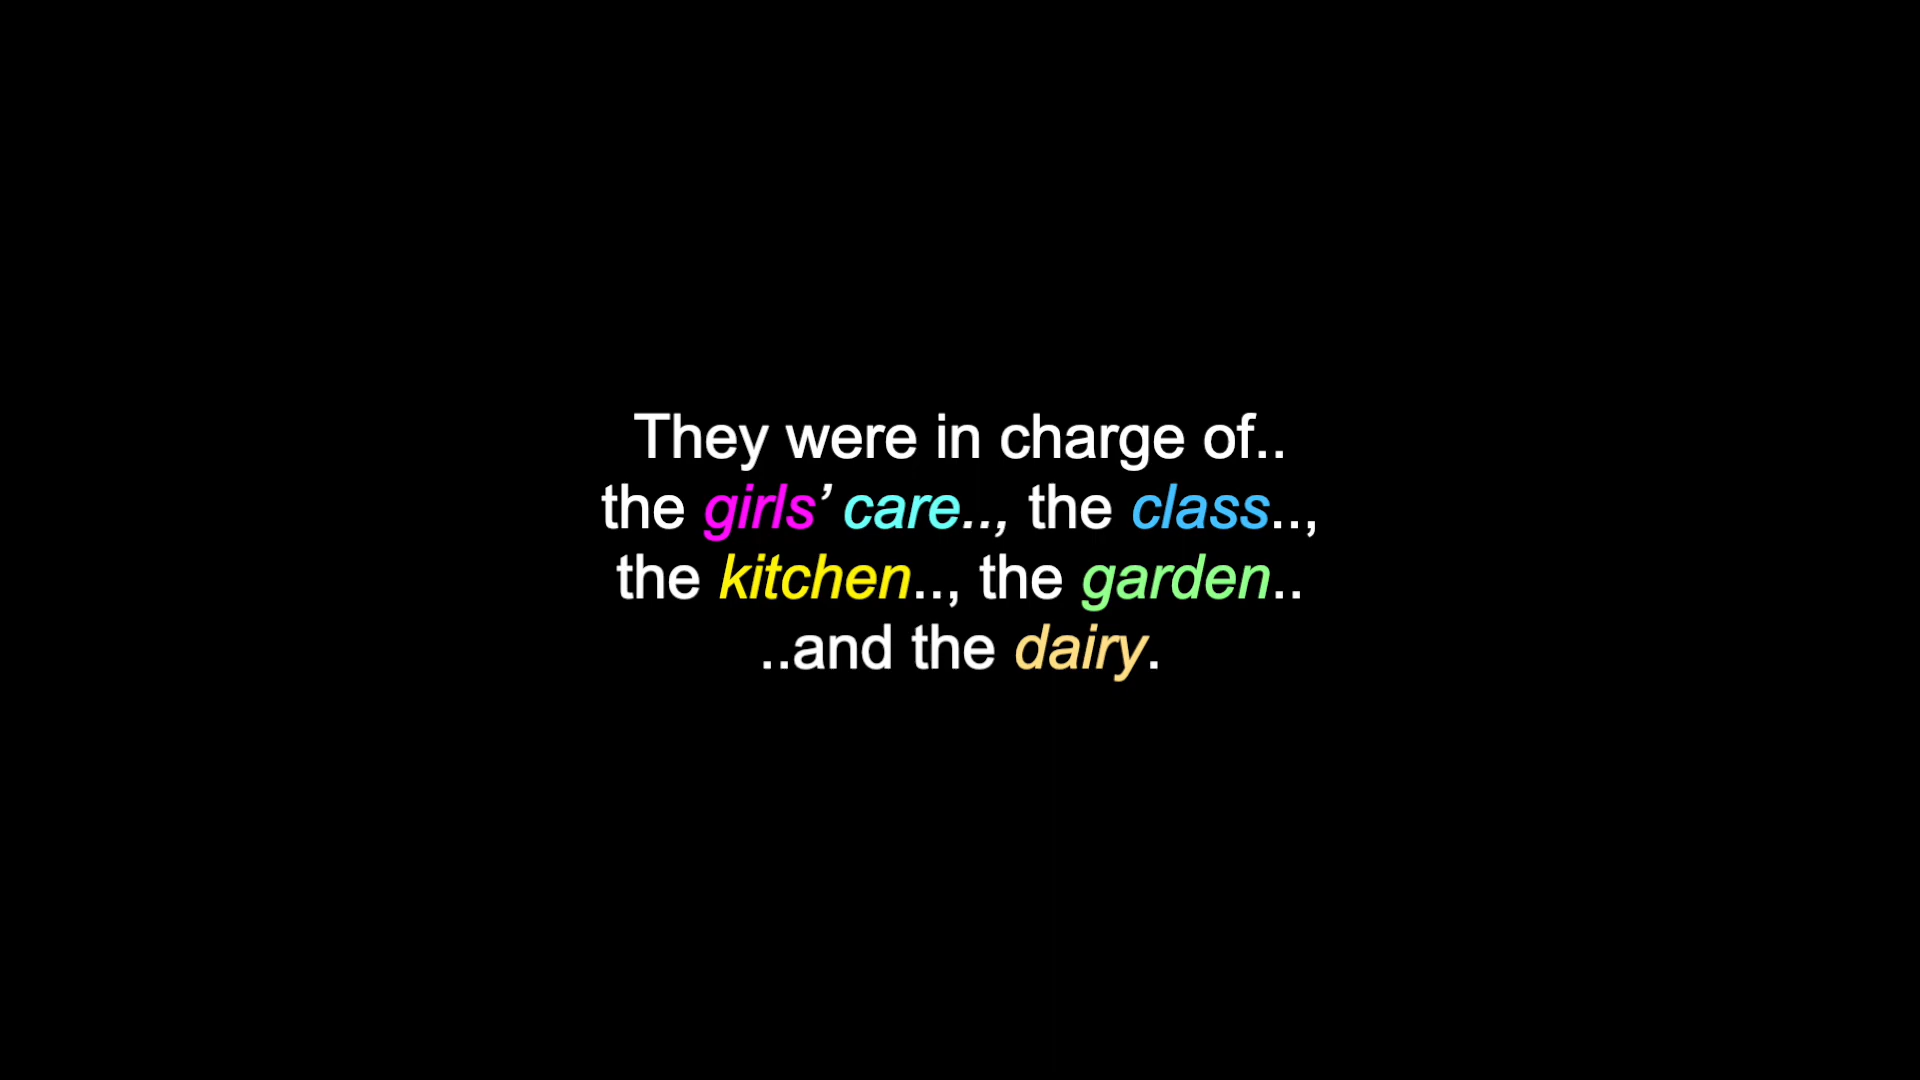 They were in charge of..
the girls’ care.., the class..,
the kitchen.., the garden..
..and the dairy.